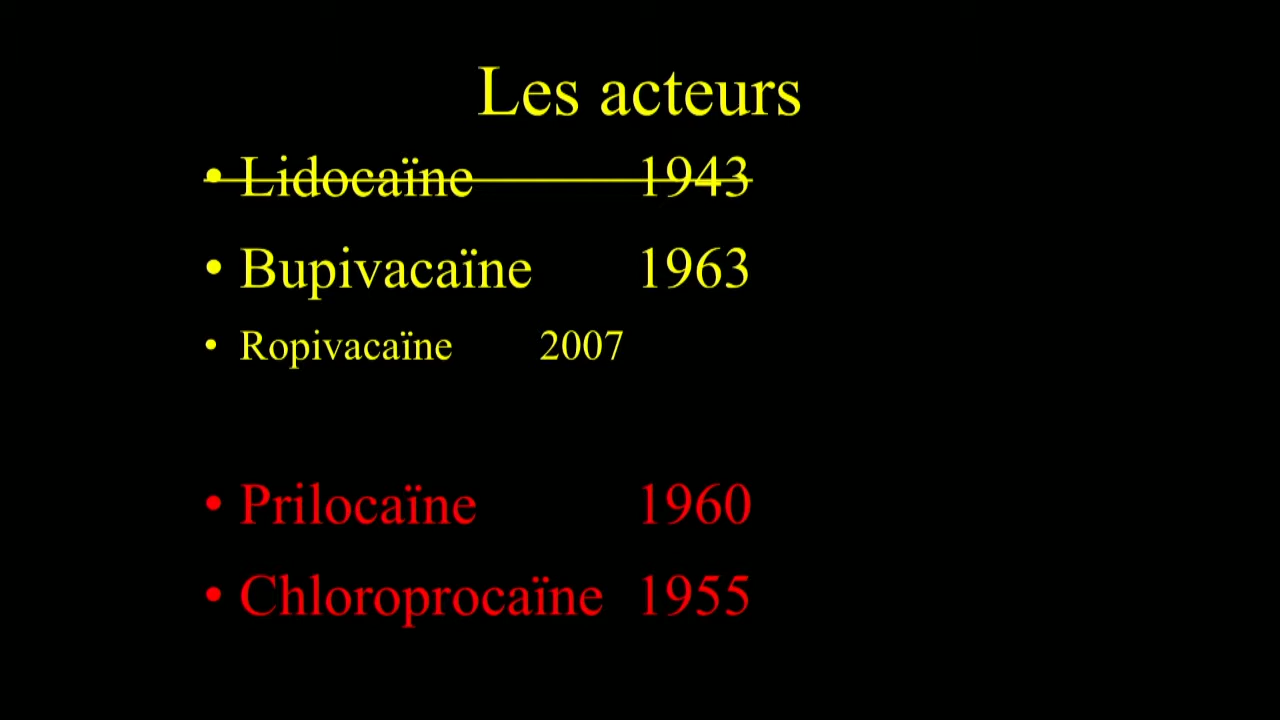 Les acteurs
• Lidocaïne 1943
• Bupivacaïne 1963
• Ropivacaïne 2007
• Prilocaïne 1960
• Chloroprocaïne 1955